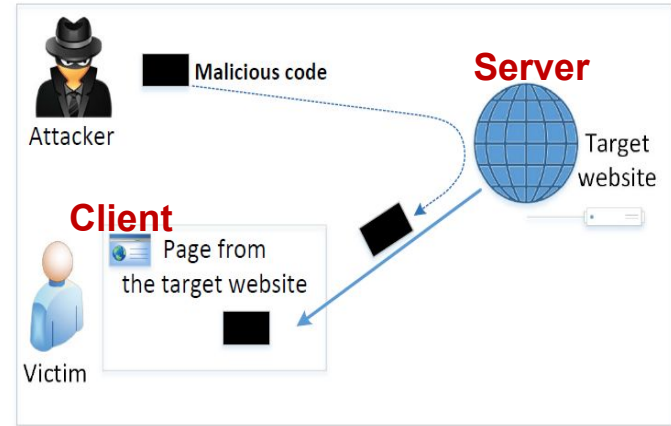 Malicious code
Attacker
Server
Target
website
Client
Page from
the target website
Victim